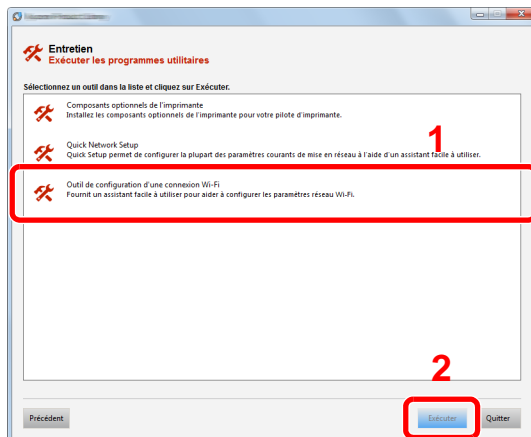 Entretien
Exécuter les programmes utilitaires
Sélectionnez un outil dans la liste et cliquez sur Exécuter.
Composants optionnels de l'imprimante
Installez les composants optionnels de l'imprimante pour votre pilote d'imprimante.
1
Quick Network Setup
Quick Setup permet de configurer la plupart des paramètres courants de mise en réseau à l'aide d'un assistant facile à utiliser.
Outil de configuration d'une connexion Wi-Fi
Fournit un assistant facile à utiliser pour aider à configurer les paramètres réseau Wi-Fi.
2
Précédent
Exécuter
Quitter